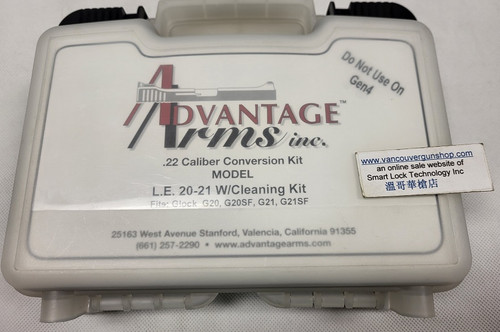 Do Not Use On
Gen4
ADVANTAGE™
Arms inc.
.22 Caliber Conversion Kit
MODEL
L.E. 20-21 W/Cleaning Kit
Fits: Glock G20, G20SF, G21, G21SF
25163 West Avenue Stanford, Valencia, California 91355
(661) 257-2290 • www.advantagearms.com
www.vancouvergunshop.com
an online sale website of
Smart Lock Technology Inc
溫哥華槍店